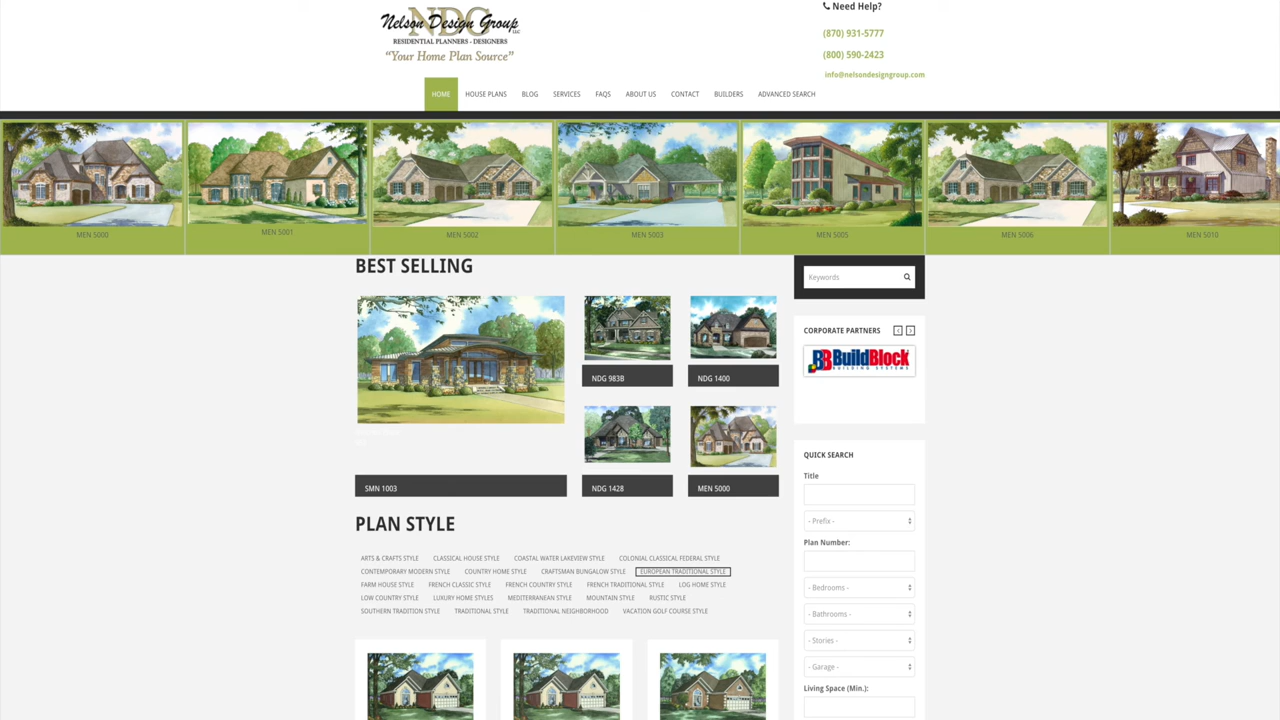 NDG
Nelson Design Group LLC
RESIDENTIAL PLANNERS - DESIGNERS
"Your Home Plan Source"
Need Help?
(870) 931-5777
(800) 590-2423
info@nelsondesigngroup.com
HOME HOUSE PLANS BLOG SERVICES FAQS ABOUT US CONTACT BUILDERS ADVANCED SEARCH
MEN 5000 MEN 5001 MEN 5002 MEN 5003 MEN 5005 MEN 5006 MEN 5010
BEST SELLING
SMN 1003
NDG 983B
NDG 1400
NDG 1428
MEN 5000
PLAN STYLE
ARTS & CRAFTS STYLE CLASSICAL HOUSE STYLE COASTAL WATER LAKEVIEW STYLE COLONIAL CLASSICAL FEDERAL STYLE
CONTEMPORARY MODERN STYLE COUNTRY HOME STYLE CRAFTSMAN BUNGALOW STYLE EUROPEAN TRADITIONAL STYLE
FARM HOUSE STYLE FRENCH CLASSIC STYLE FRENCH COUNTRY STYLE FRENCH TRADITIONAL STYLE LOG HOME STYLE
LOW COUNTRY STYLE LUXURY HOME STYLES MEDITERRANEAN STYLE MOUNTAIN STYLE RUSTIC STYLE
SOUTHERN TRADITION STYLE TRADITIONAL STYLE TRADITIONAL NEIGHBORHOOD VACATION GOLF COURSE STYLE
Keywords
CORPORATE PARTNERS
BB BuildBlock
BUILDING SYSTEMS
QUICK SEARCH
Title
- Prefix -
Plan Number:
- Bedrooms -
- Bathrooms -
- Stories -
- Garage -
Living Space (Min.):